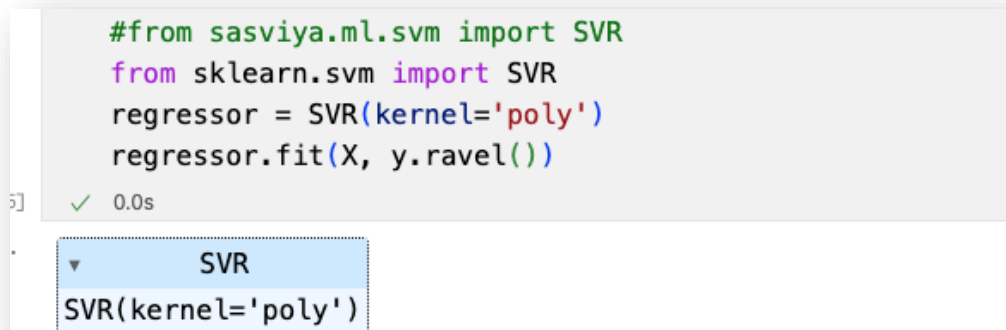 #from sasviya.ml.svm import SVR
from sklearn.svm import SVR
regressor = SVR(kernel='poly')
regressor.fit(X, y.ravel())
✓ 0.0s
▼ SVR
SVR(kernel='poly')